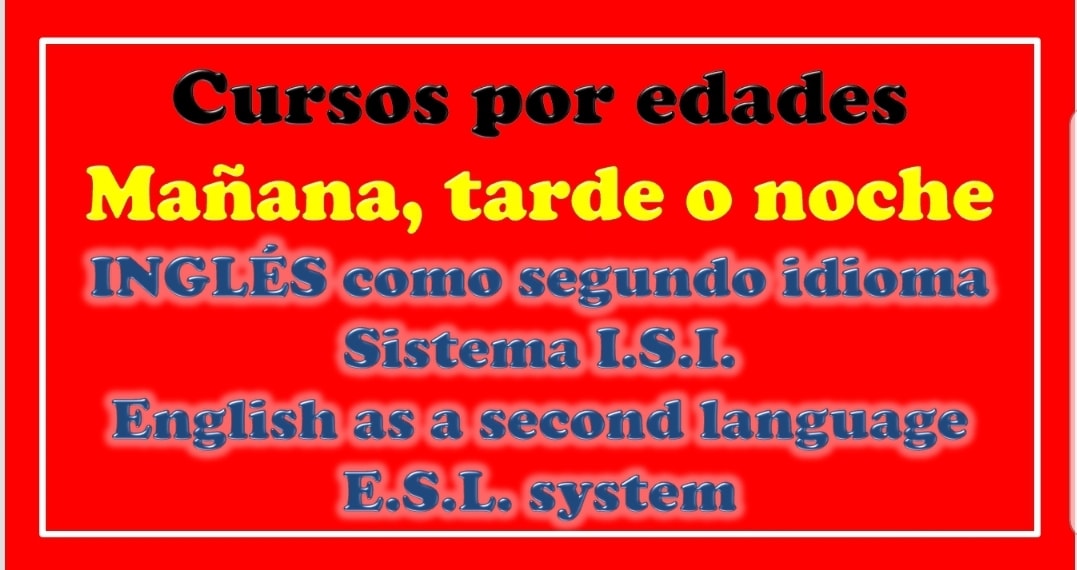 Cursos por edades
Mañana, tarde o noche
INGLÉS como segundo idioma
Sistema I.S.I.
English as a second language
E.S.L. system